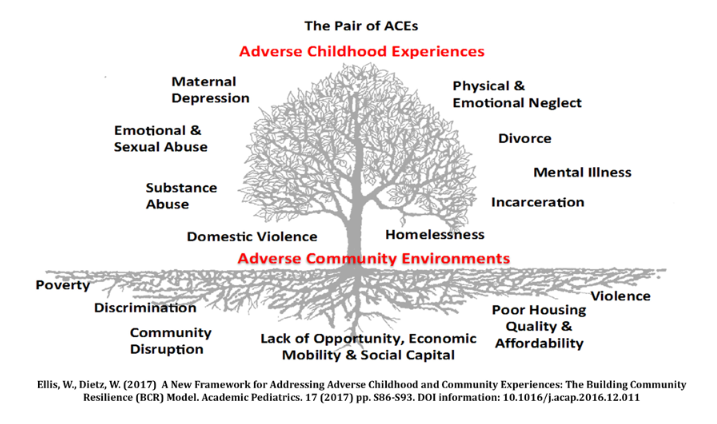 The Pair of ACEs
Adverse Childhood Experiences
Maternal
Depression
Physical &
Emotional Neglect
Emotional &
Sexual Abuse
Divorce
Mental Illness
Substance
Abuse
Incarceration
Domestic Violence
Homelessness
Adverse Community Environments
Poverty
Discrimination
Violence
Community
Disruption
Lack of Opportunity, Economic
Mobility & Social Capital
Poor Housing
Quality &
Affordability
Ellis, W., Dietz, W. (2017) A New Framework for Addressing Adverse Childhood and Community Experiences: The Building Community
Resilience (BCR) Model. Academic Pediatrics. 17 (2017) pp. S86-S93. DOI information: 10.1016/j.acap.2016.12.011